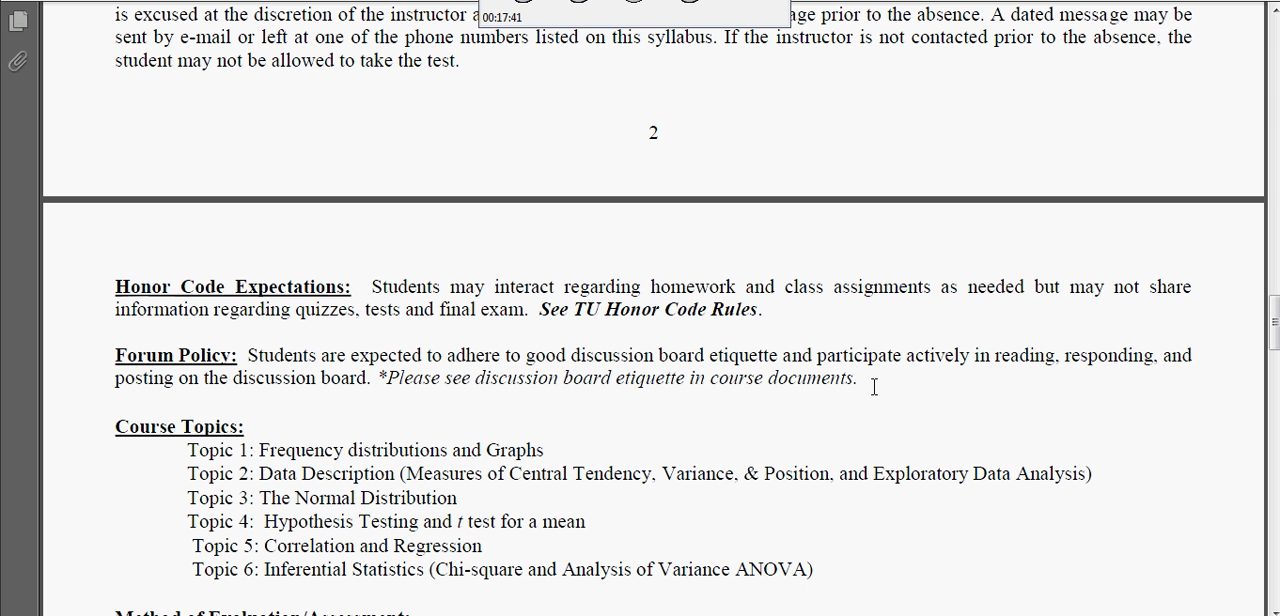 is excused at the discretion of the instructor age prior to the absence. A dated message may be
00:17:41
sent by e-mail or left at one of the phone numbers listed on this syllabus. If the instructor is not contacted prior to the absence, the
student may not be allowed to take the test.
2
Honor Code Expectations: Students may interact regarding homework and class assignments as needed but may not share
information regarding quizzes, tests and final exam. See TU Honor Code Rules.
Forum Policy: Students are expected to adhere to good discussion board etiquette and participate actively in reading, responding, and
posting on the discussion board. *Please see discussion board etiquette in course documents.
Course Topics:
Topic 1: Frequency distributions and Graphs
Topic 2: Data Description (Measures of Central Tendency, Variance, & Position, and Exploratory Data Analysis)
Topic 3: The Normal Distribution
Topic 4: Hypothesis Testing and t test for a mean
Topic 5: Correlation and Regression
Topic 6: Inferential Statistics (Chi-square and Analysis of Variance ANOVA)
Method of Evaluation/Assessment: